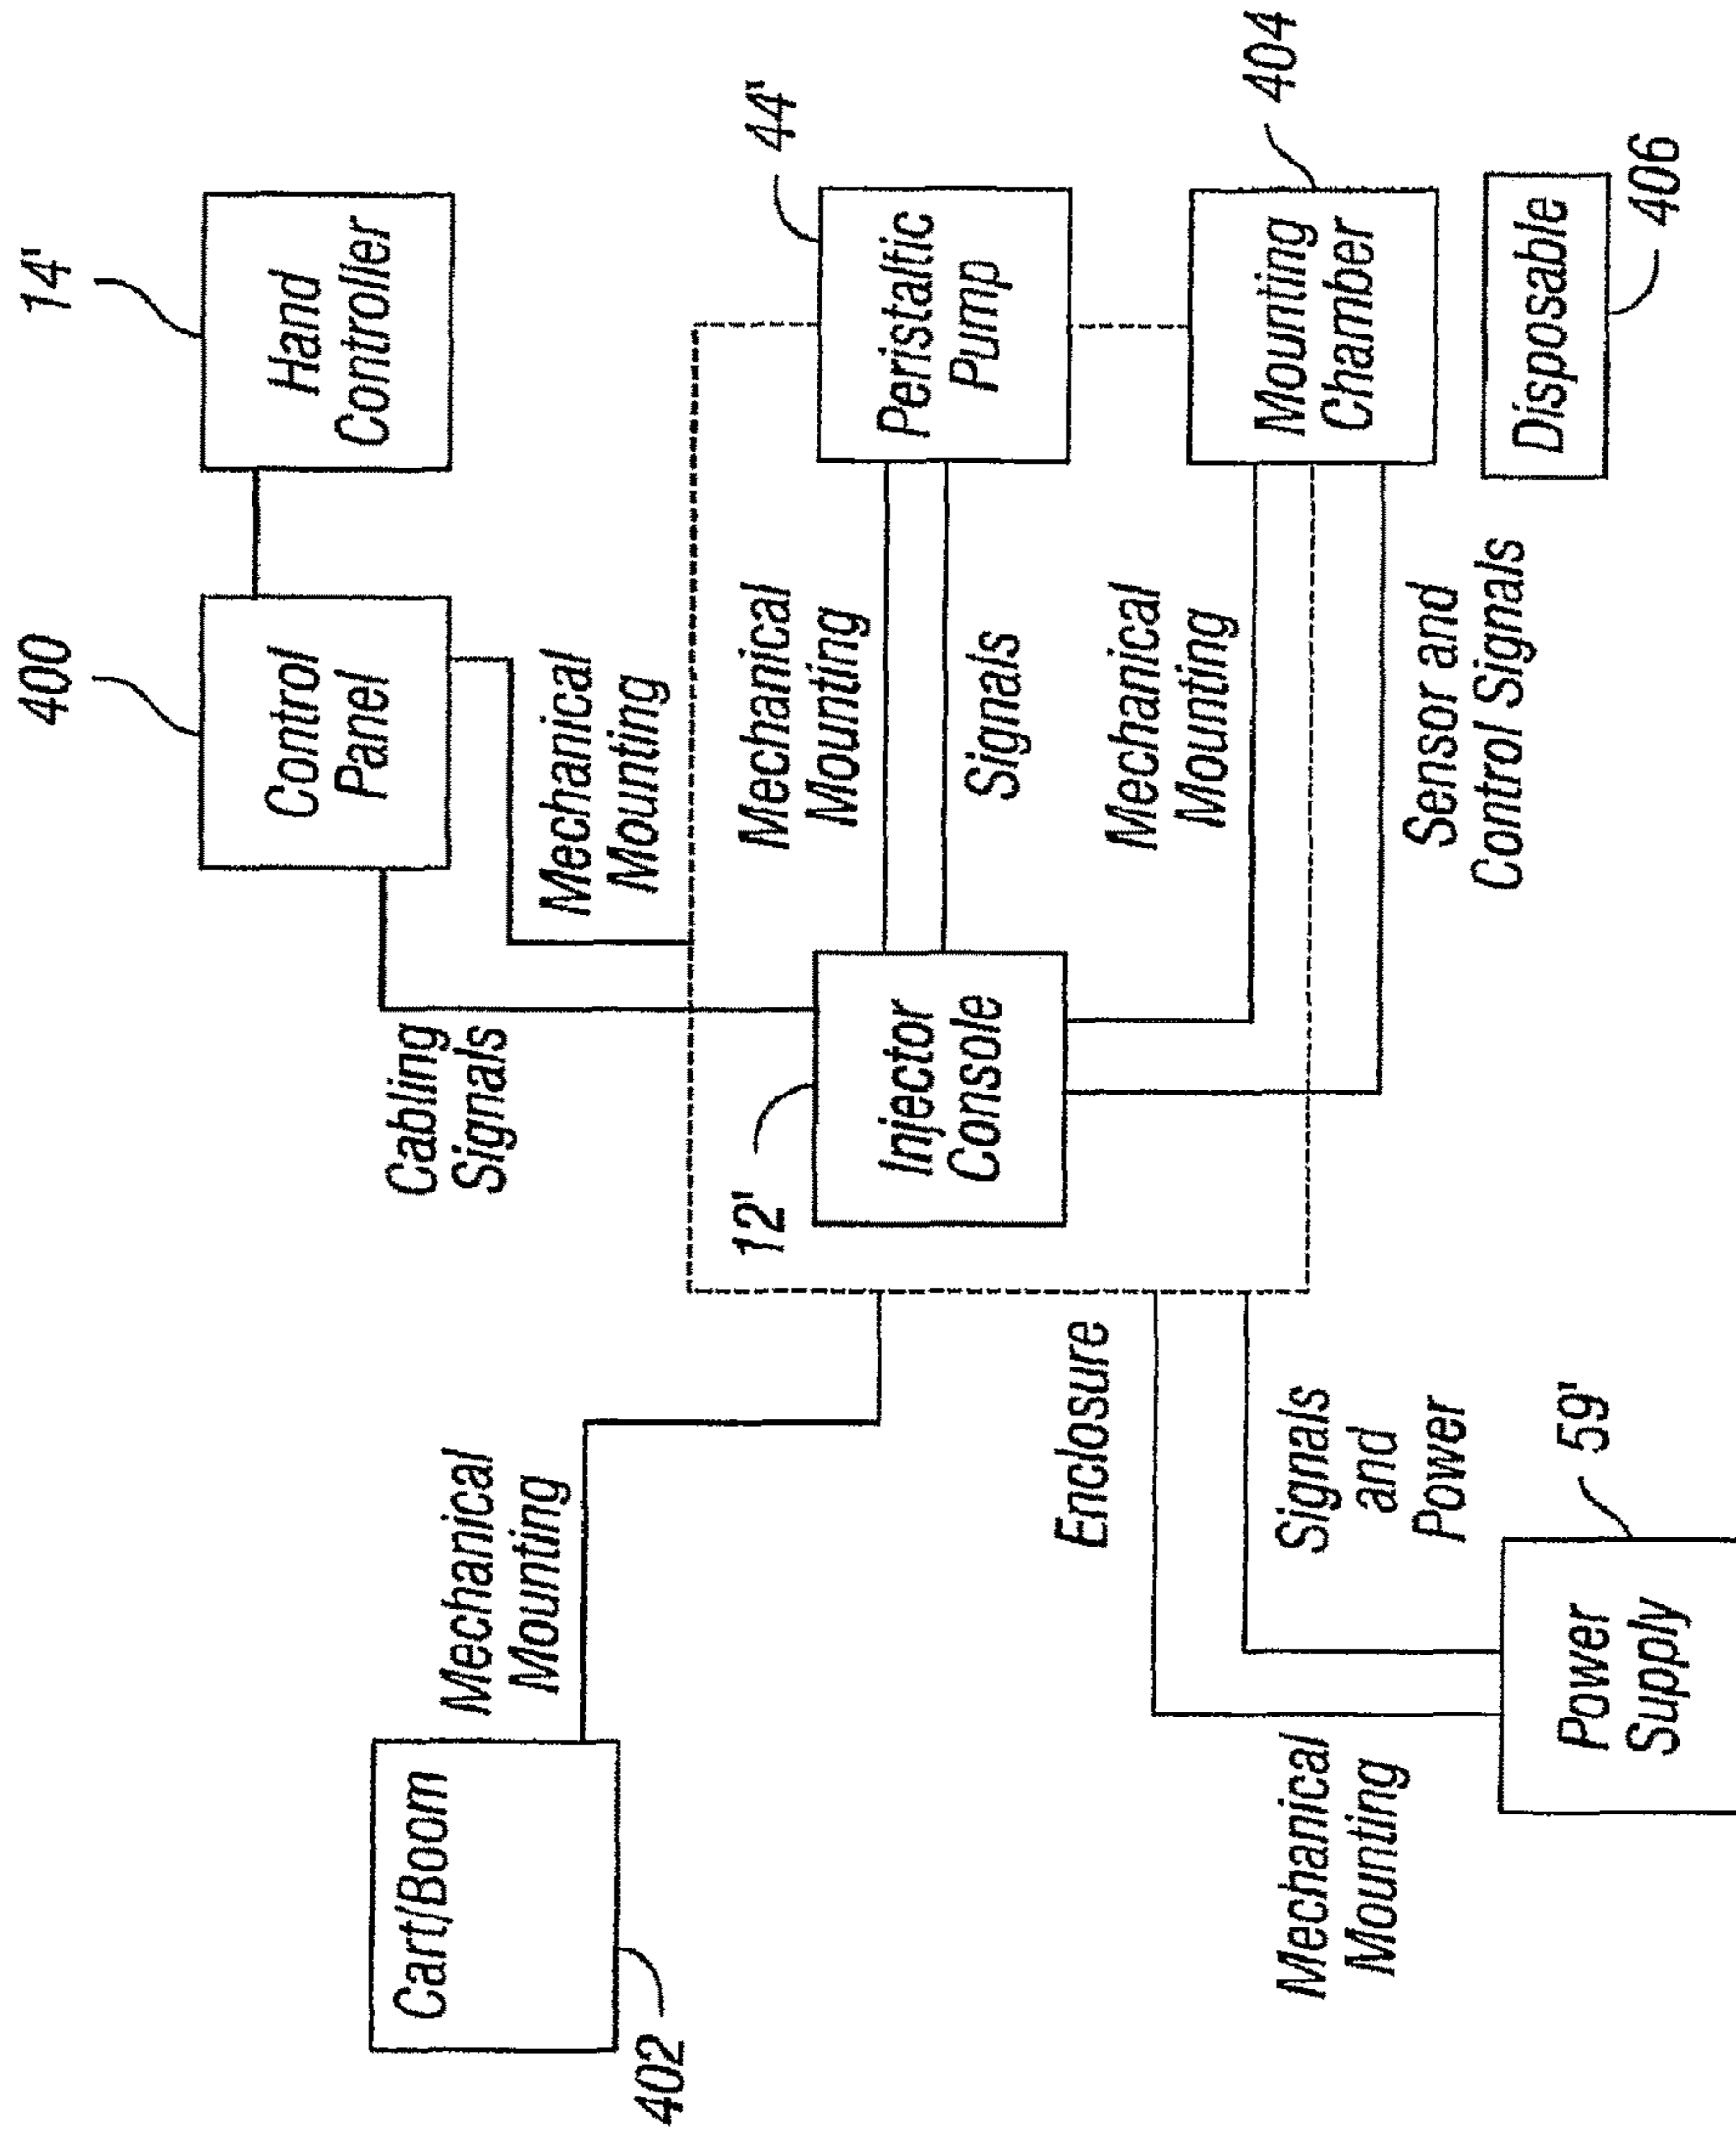 402
Cart/Boom
Mechanical
Mounting
Cabling
Signals
400
Control
Panel
14'
Hand
Controller
Mechanical
Mounting
12'
Injector
Console
Mechanical
Mounting
Signals
44'
Peristaltic
Pump
Mechanical
Mounting
404
Mounting
Chamber
Sensor and
Control Signals
Disposable
406
Enclosure
Signals
and
Power
Mechanical
Mounting
59'
Power
Supply